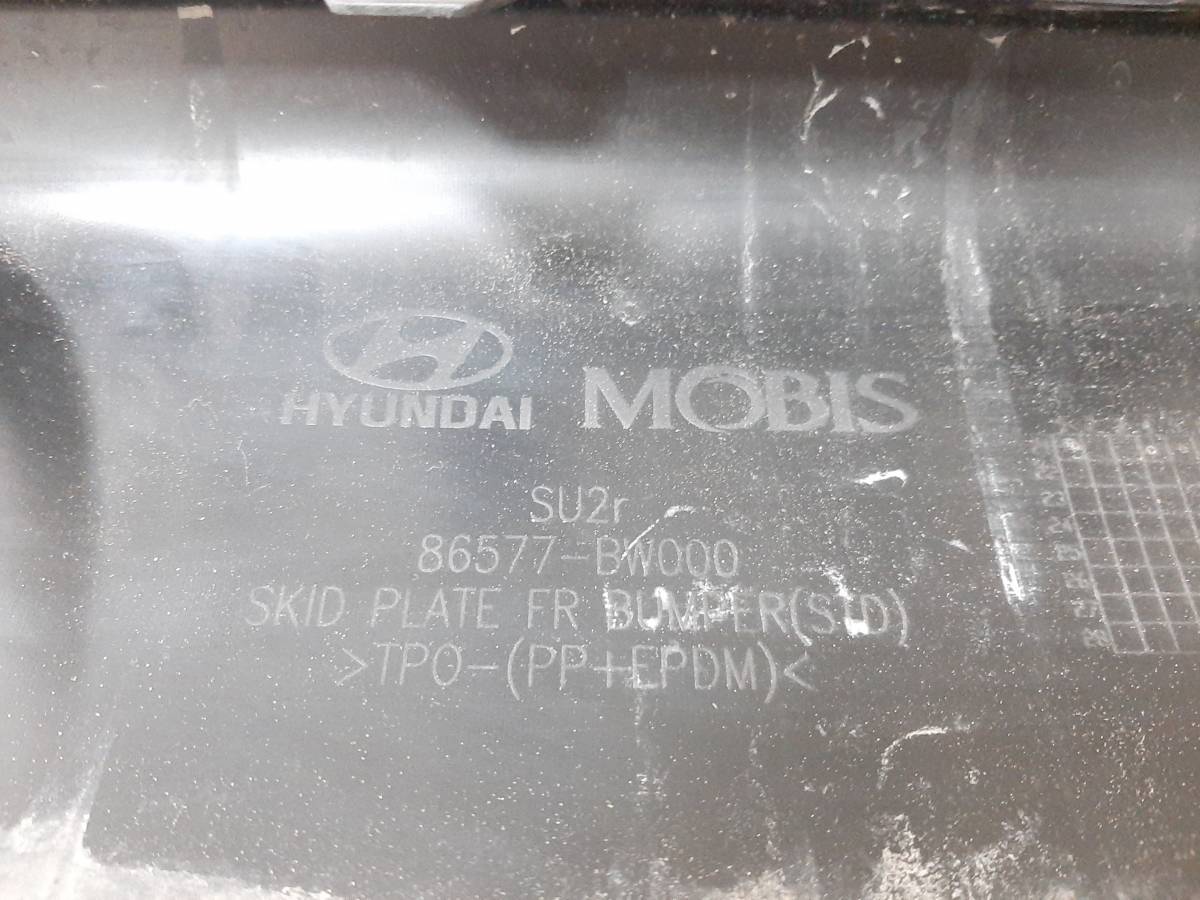 HYUNDAI MOBIS
SU2r
86577-BW000
SKID PLATE FR BUMPER(STD)
>TPO-(PP+EPDM)<